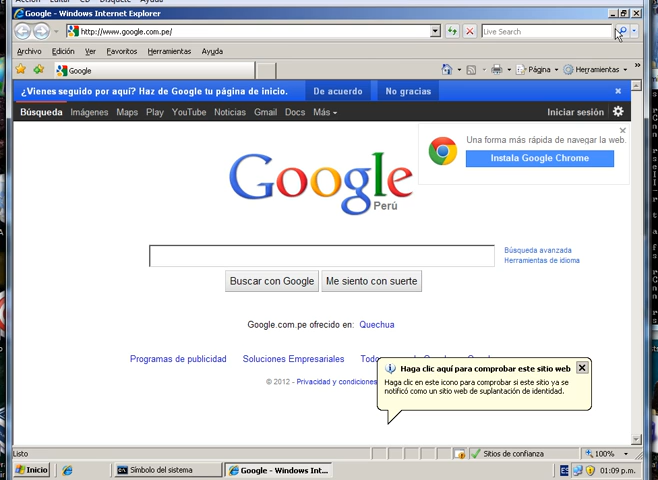 Google - Windows Internet Explorer
http://www.google.com.pe/
Live Search
Archivo Edición Ver Favoritos Herramientas Ayuda
Google
Página Herramientas
¿Vienes seguido por aquí? Haz de Google tu página de inicio. De acuerdo No gracias
Búsqueda Imágenes Maps Play YouTube Noticias Gmail Docs Más Iniciar sesión
Una forma más rápida de navegar la web.
Instala Google Chrome
Google
Perú
Búsqueda avanzada
Herramientas de idioma
Buscar con Google Me siento con suerte
Google.com.pe ofrecido en: Quechua
Programas de publicidad Soluciones Empresariales
Haga clic aquí para comprobar este sitio web
Haga clic en este icono para comprobar si este sitio ya se
notificó como un sitio web de suplantación de identidad.
© 2012 - Privacidad y condiciones
Listo Sitios de confianza 100%
Inicio Símbolo del sistema Google - Windows Int... ES 01:09 p.m.